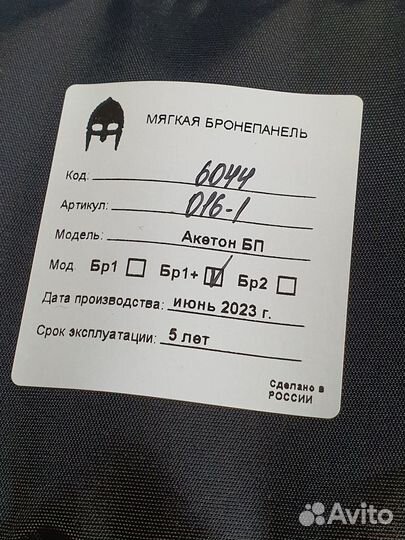 МЯГКАЯ БРОНЕПАНЕЛЬ
Код: 6044
Артикул: 016-1
Модель: Акетон БП
Мод Бр1 Бр1+ Бр2
Дата производства: июнь 2023 г.
Срок эксплуатации: 5 лет
Сделано в
РОССИИ
Avito